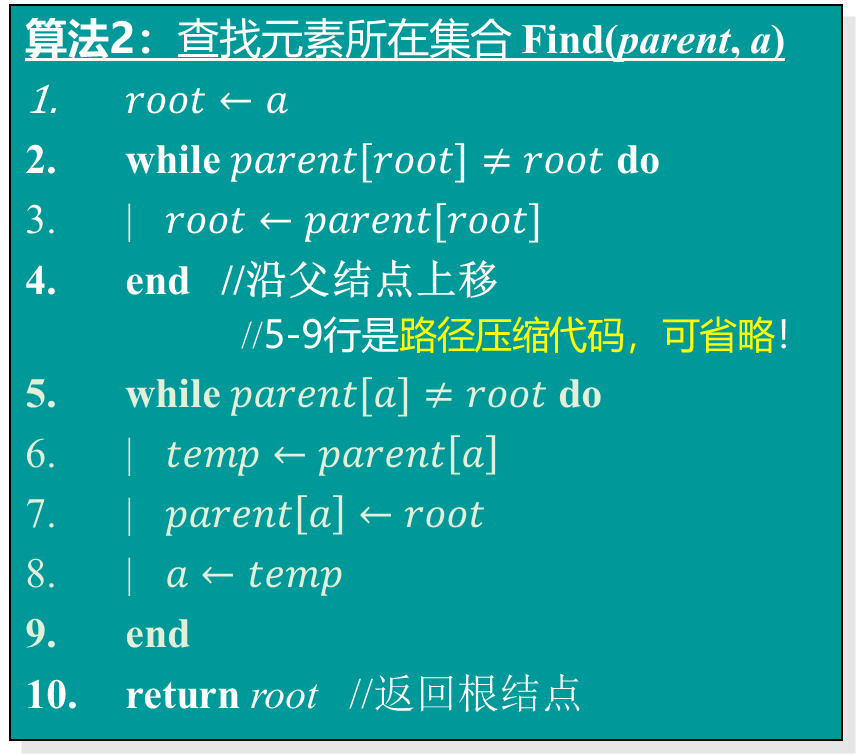 算法2：查找元素所在集合 Find(parent, a)
1. root ← a
2. while parent[root] ≠ root do
3. | root ← parent[root]
4. end //沿父结点上移
//5-9行是路径压缩代码，可省略！
5. while parent[a] ≠ root do
6. | temp ← parent[a]
7. | parent[a] ← root
8. | a ← temp
9. end
10. return root //返回根结点